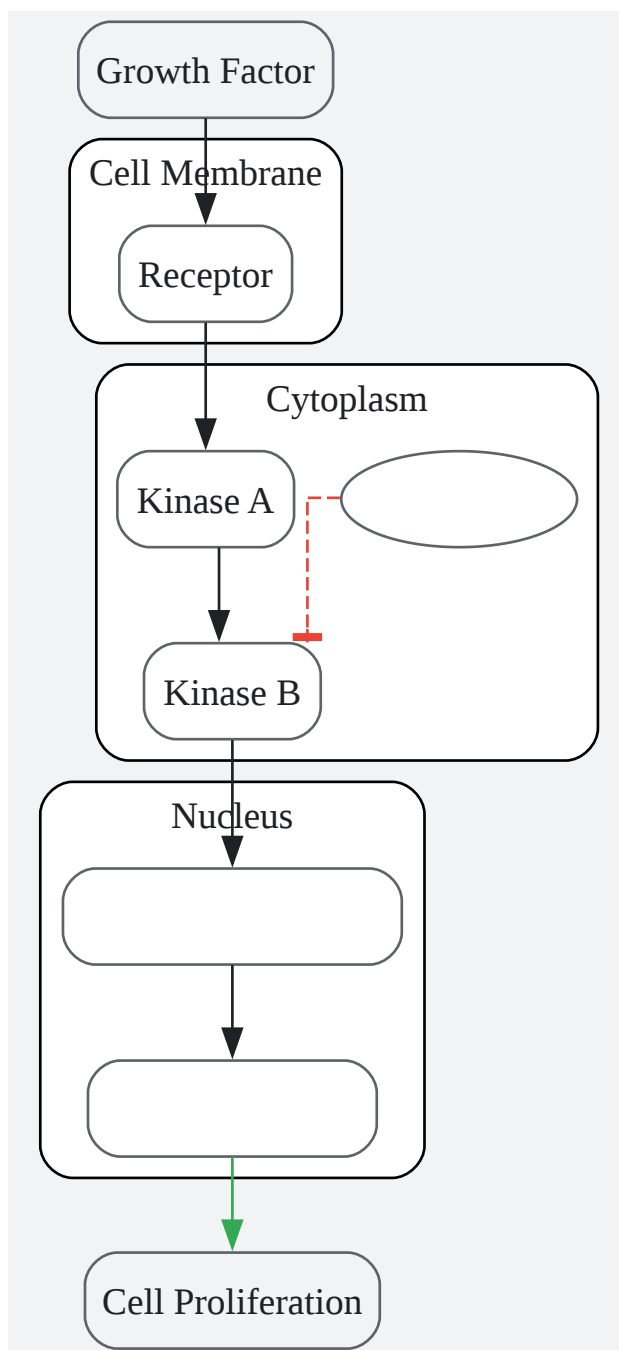 Growth Factor
Cell Membrane
Receptor
Cytoplasm
Kinase A
Kinase B
Nucleus
Cell Proliferation